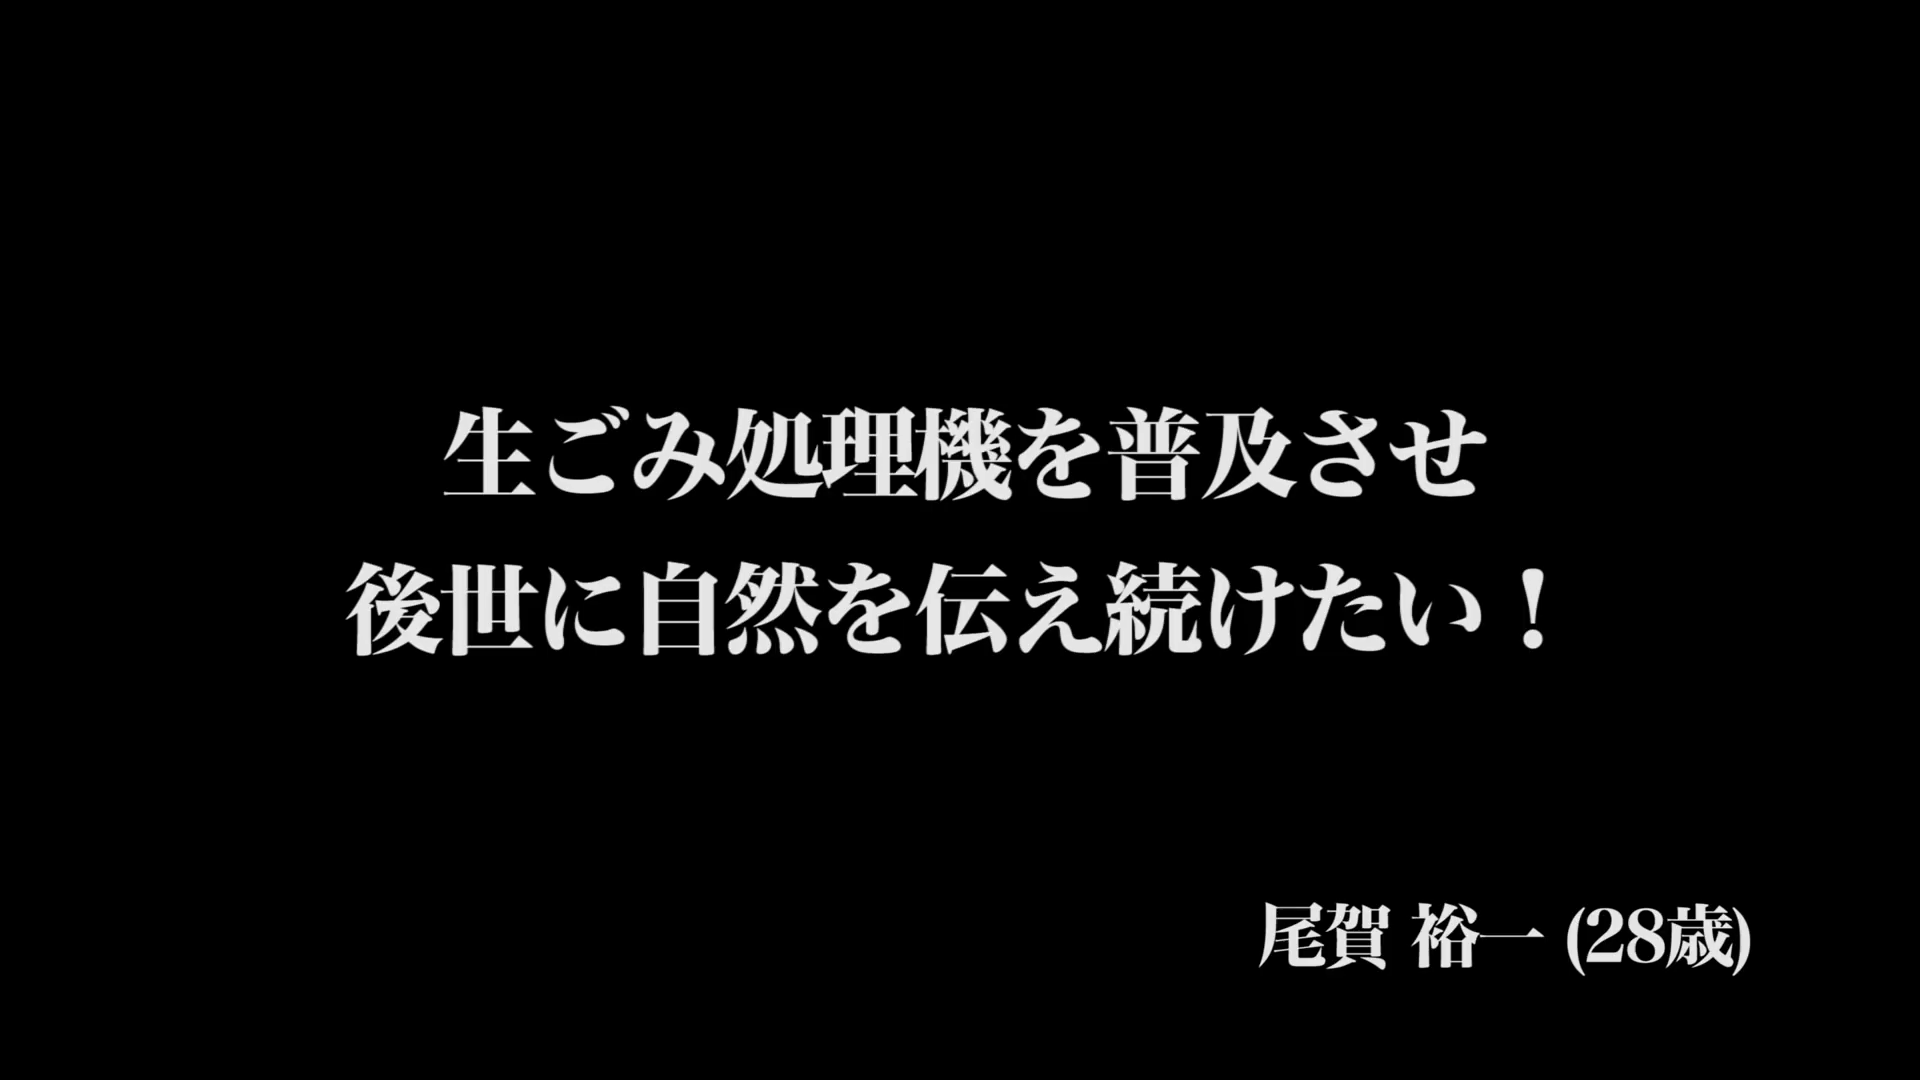 生ごみ処理機を普及させ
後世に自然を伝え続けたい！
尾賀 裕一 (28歳)